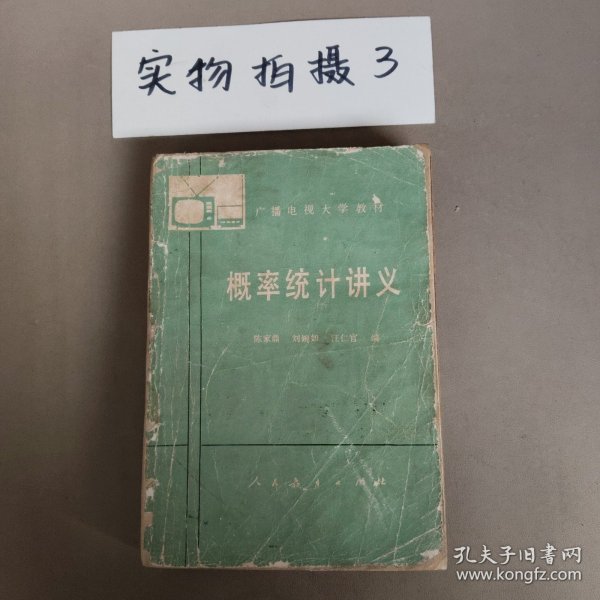 实物拍摄3
广播电视大学教材
概率统计讲义
陈家鼎 刘婉如 汪仁官 编
人民教育出版社
孔夫子旧书网
www.kongfz.com